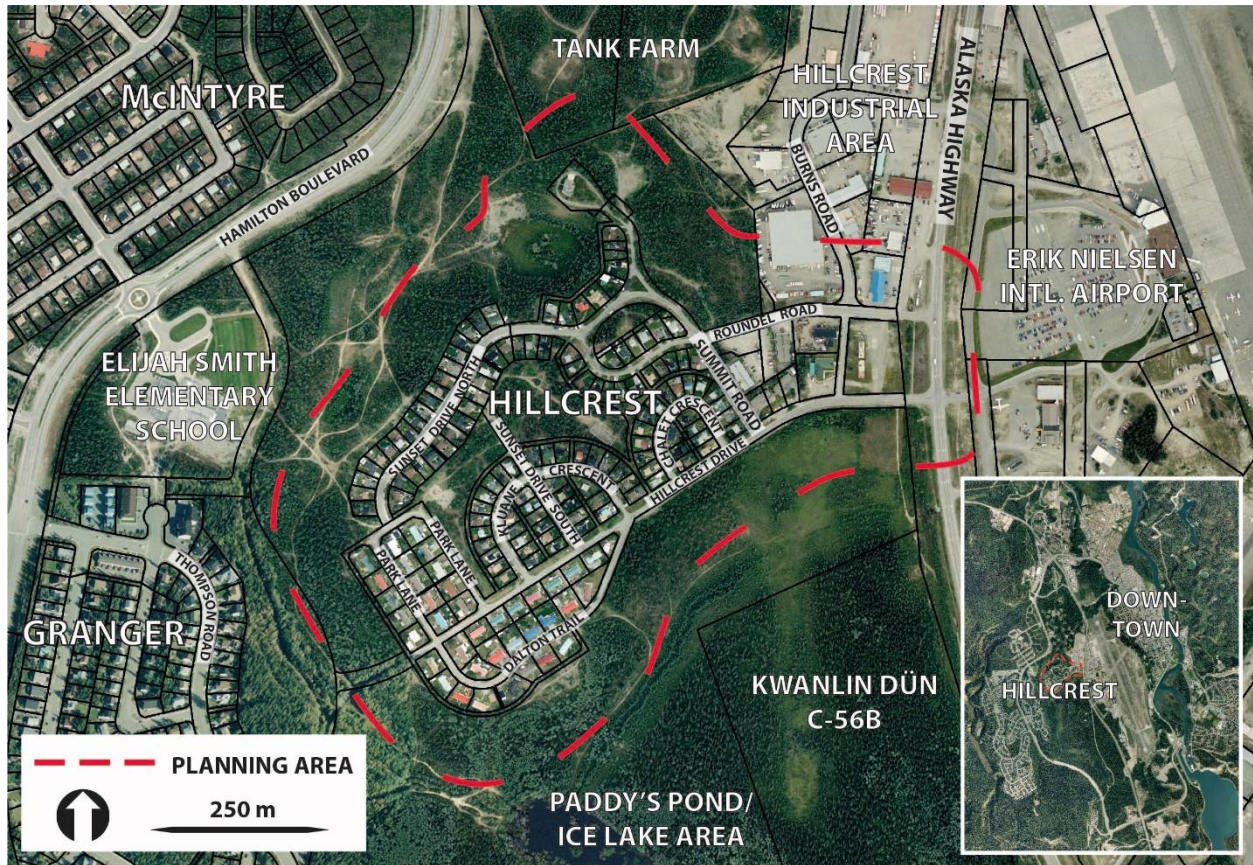 TANK FARM
McINTYRE
HILLCREST
INDUSTRIAL
AREA
ALASKA HIGHWAY
HAMILTON BOULEVARD
BURNS ROAD
ERIK NIELSEN
INTL. AIRPORT
ELIJAH SMITH
ELEMENTARY
SCHOOL
ROUNDEL ROAD
SUMMIT ROAD
HILLCREST
SUNSET DRIVE NORTH
CHALET CRESCENT
SUNSET DRIVE SOUTH
KLUANE CRESCENT
HILLCREST DRIVE
PARK LANE
PARK LANE
THOMPSON ROAD
GRANGER
DALTON TRAIL
KWANLIN DÜN
C-56B
PADDY'S POND/
ICE LAKE AREA
PLANNING AREA
250 m
DOWN-
TOWN
HILLCREST